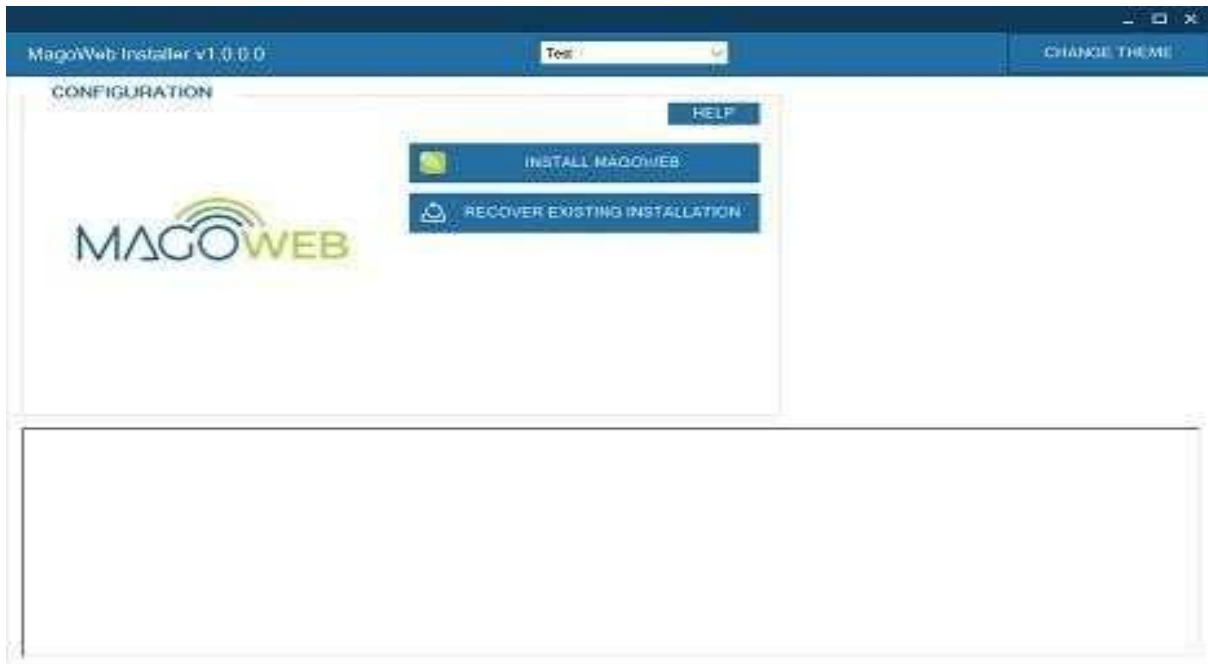 MagoWeb Installer v1.0.0.0
Test
CHANGE THEME
CONFIGURATION
HELP
INSTALL MAGOWEB
RECOVER EXISTING INSTALLATION
MAGOWEB